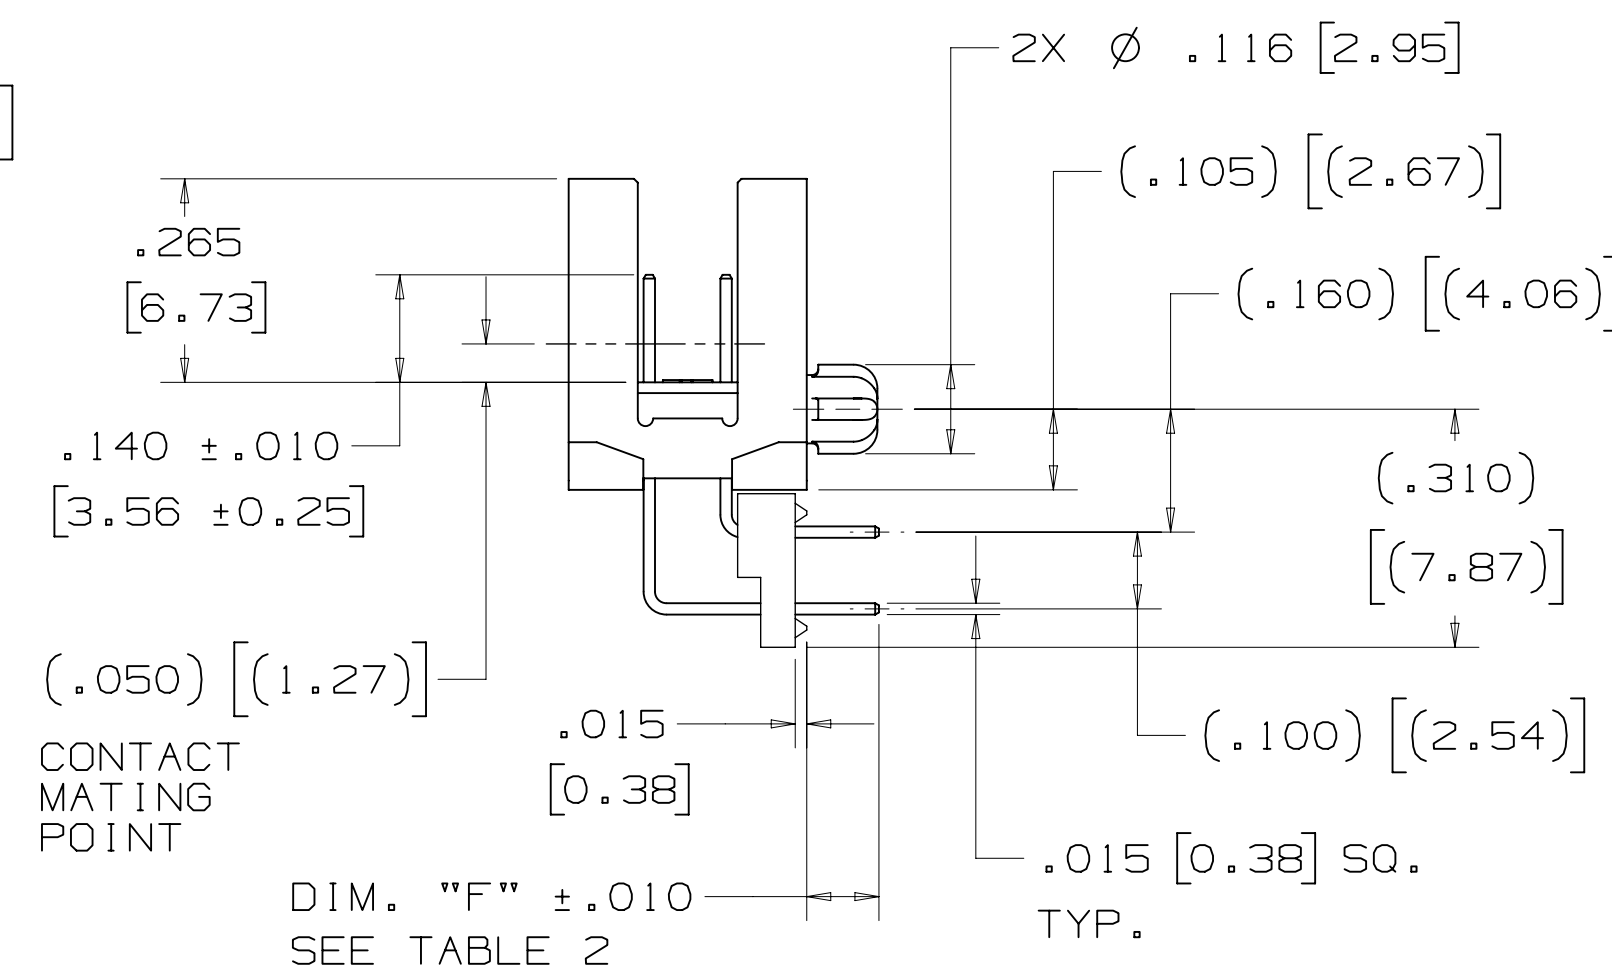 2X Ø .116 [2.95]
(.105) [(2.67)]
.265
[6.73]
(.160) [(4.06)]
.140 ±.010
[3.56 ±0.25]
(.310)
[(7.87)]
(.050) [(1.27)]
CONTACT
MATING
POINT
.015
[0.38]
(.100) [(2.54)]
.015 [0.38] SQ.
TYP.
DIM. "F" ±.010
SEE TABLE 2